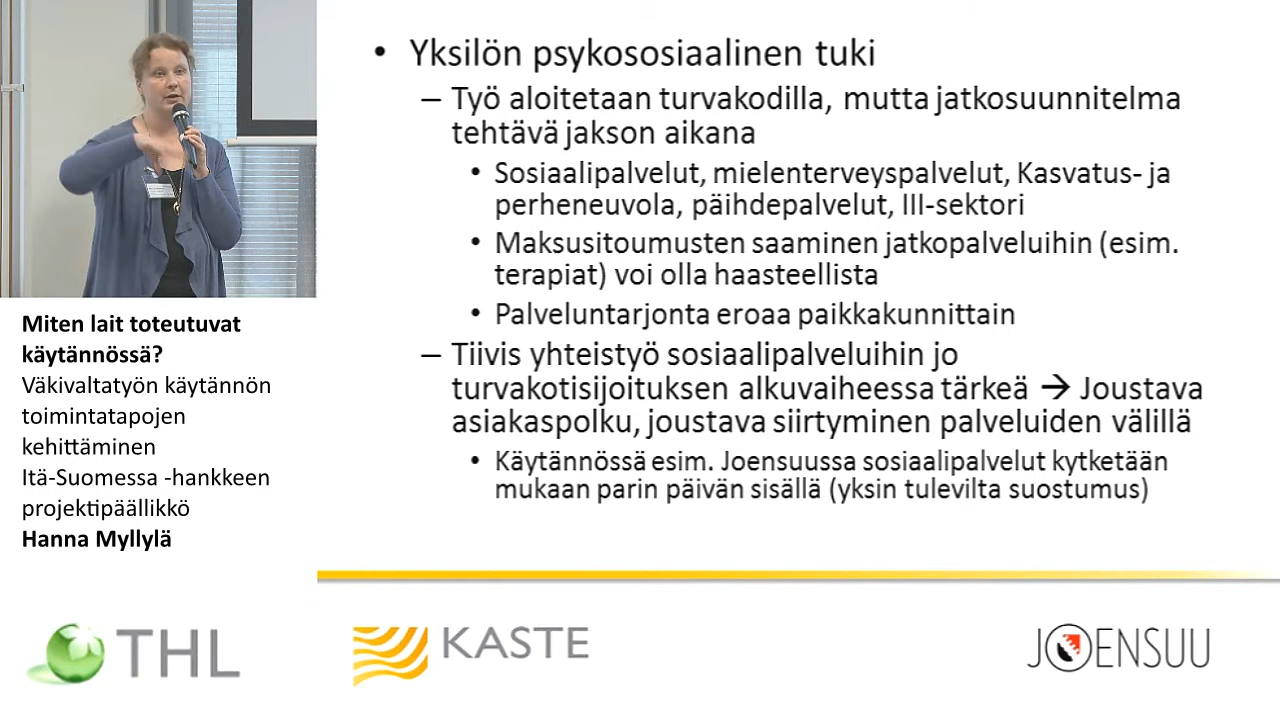 • Yksilön psykososiaalinen tuki
– Työ aloitetaan turvakodilla, mutta jatkosuunnitelma
tehtävä jakson aikana
• Sosiaalipalvelut, mielenterveyspalvelut, Kasvatus- ja
perheneuvola, päihdepalvelut, III-sektori
• Maksusitoumusten saaminen jatkopalveluihin (esim.
terapiat) voi olla haasteellista
• Palveluntarjonta eroaa paikkakunnittain
– Tiivis yhteistyö sosiaalipalveluihin jo
turvakotisijoituksen alkuvaiheessa tärkeä → Joustava
asiakaspolku, joustava siirtyminen palveluiden välillä
• Käytännössä esim. Joensuussa sosiaalipalvelut kytketään
mukaan parin päivän sisällä (yksin tulevilta suostumus)
Miten lait toteutuvat
käytännössä?
Väkivaltatyön käytännön
toimintatapojen
kehittäminen
Itä-Suomessa -hankkeen
projektipäällikkö
Hanna Myllylä
THL
KASTE
JOENSUU